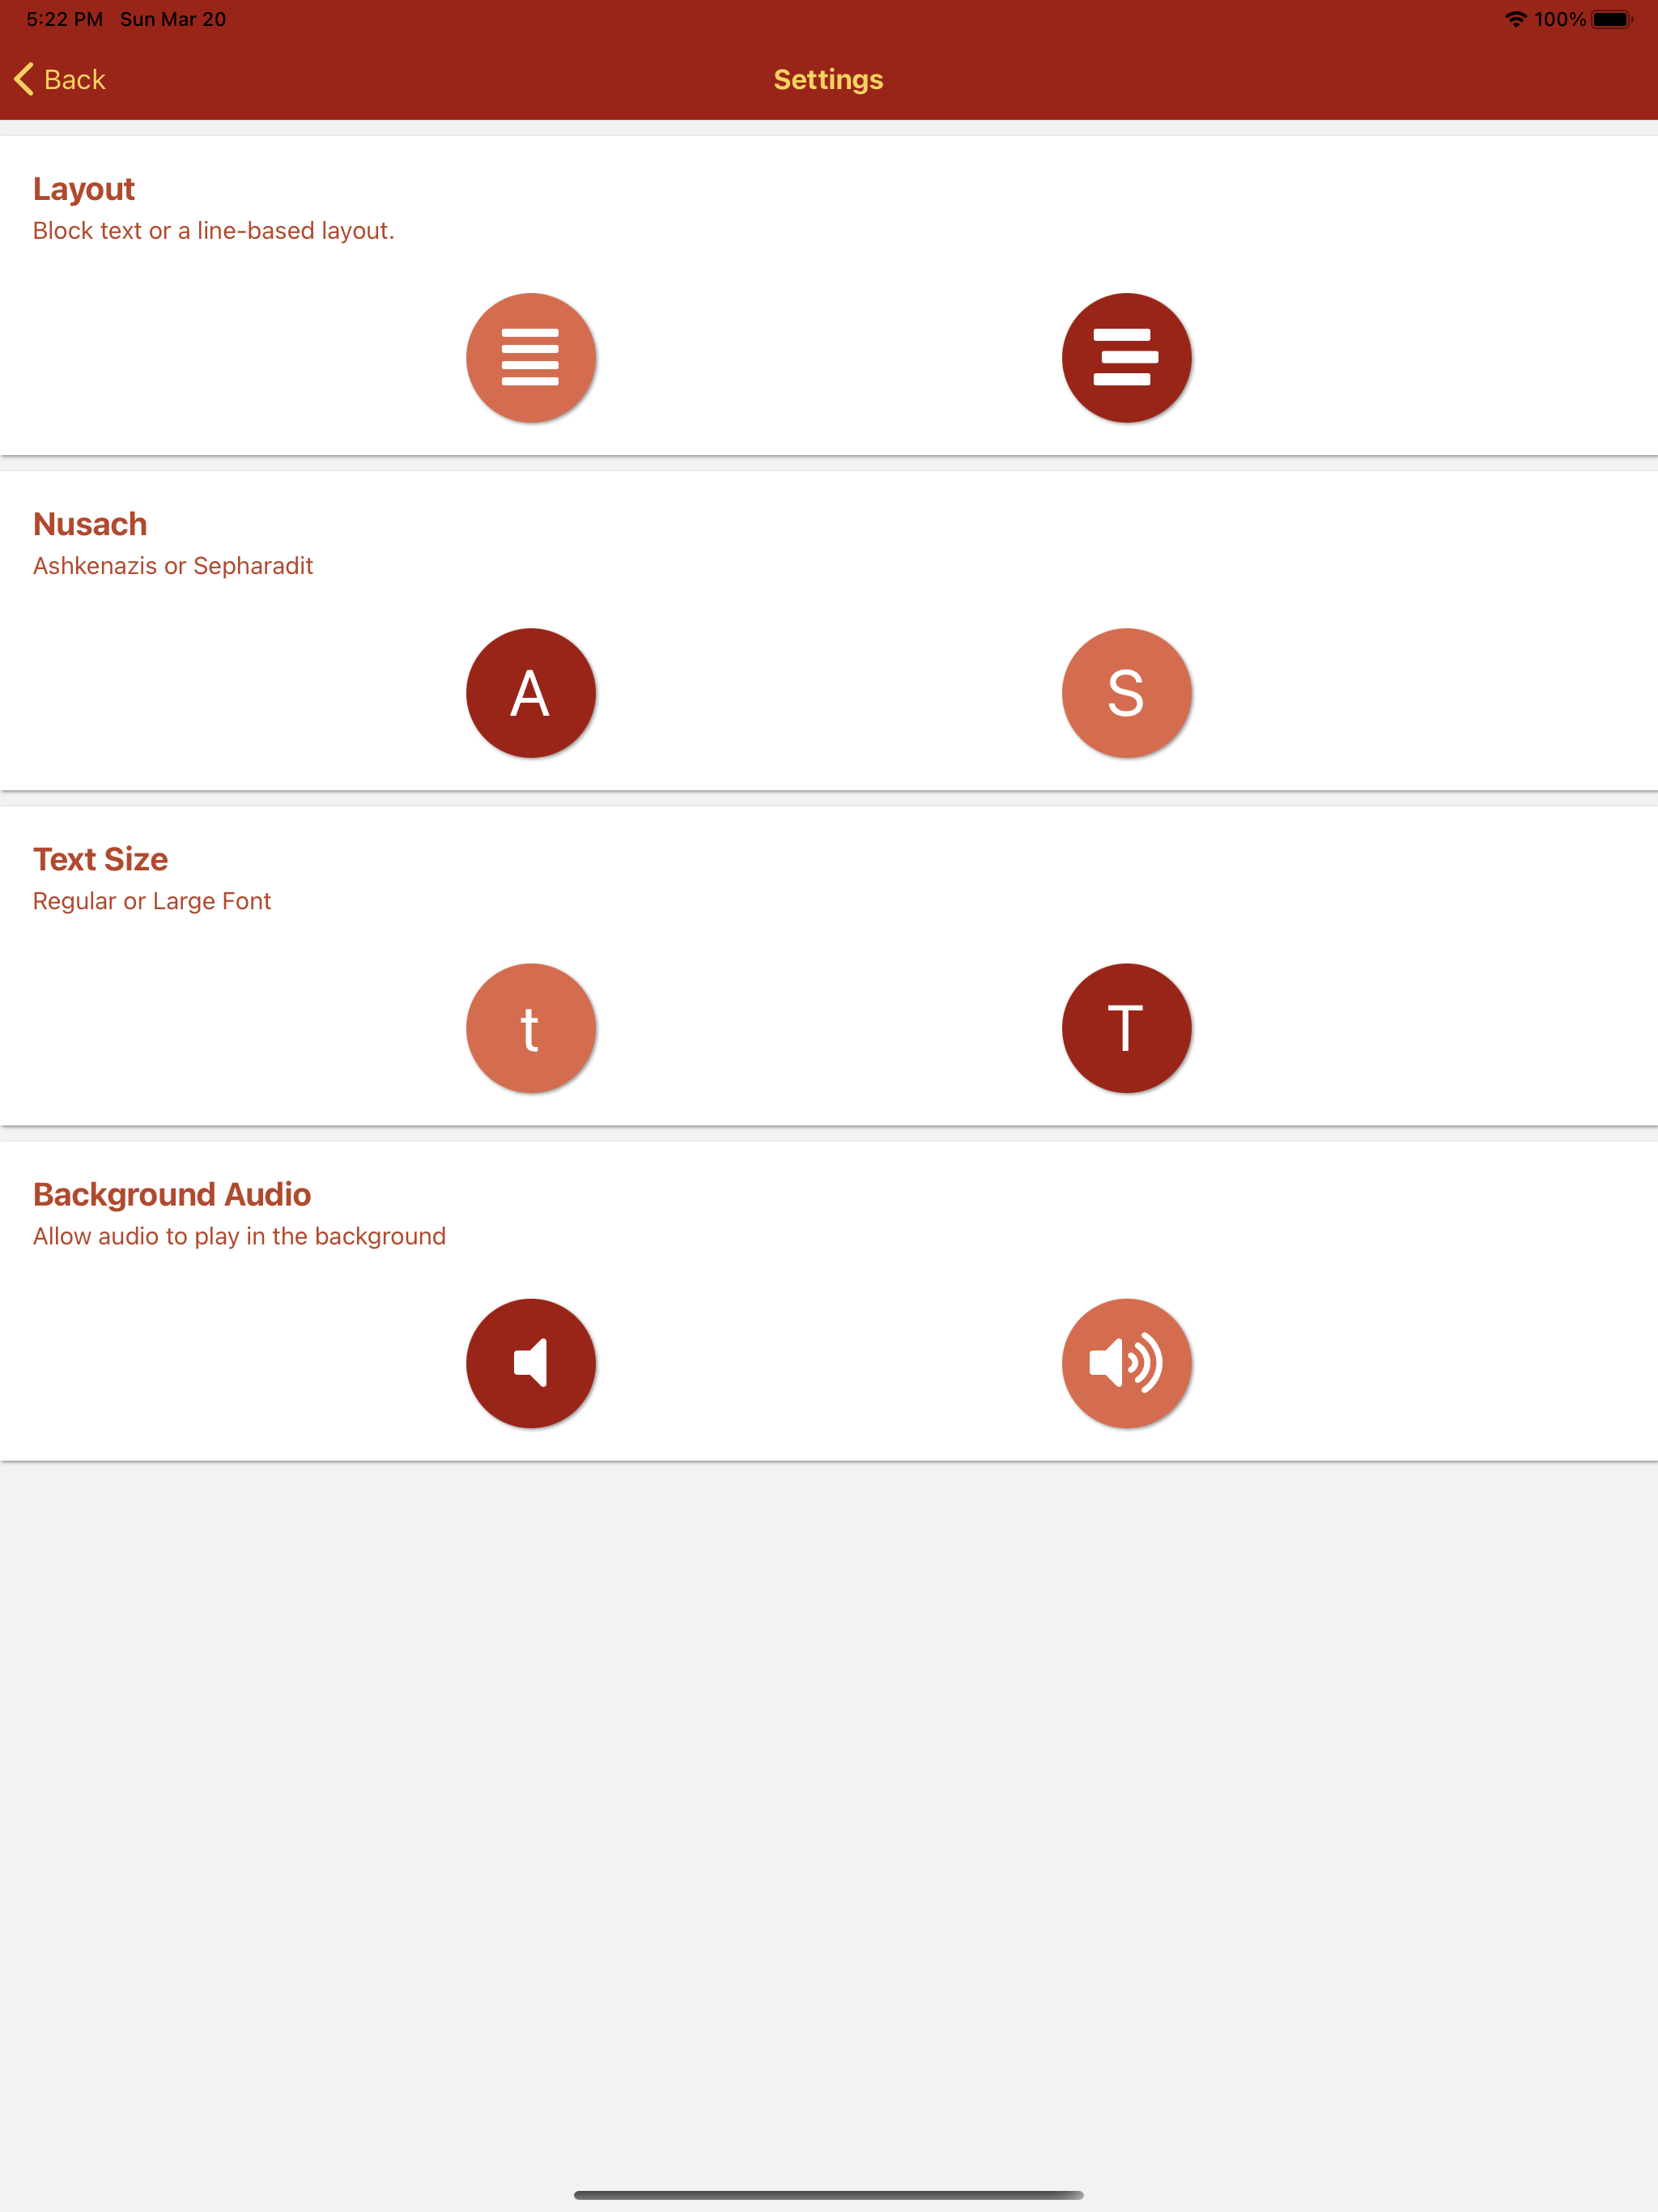 5:22 PM Sun Mar 20 100%
Back Settings
Layout
Block text or a line-based layout.
Nusach
Ashkenazis or Sepharadit
A S
Text Size
Regular or Large Font
t T
Background Audio
Allow audio to play in the background